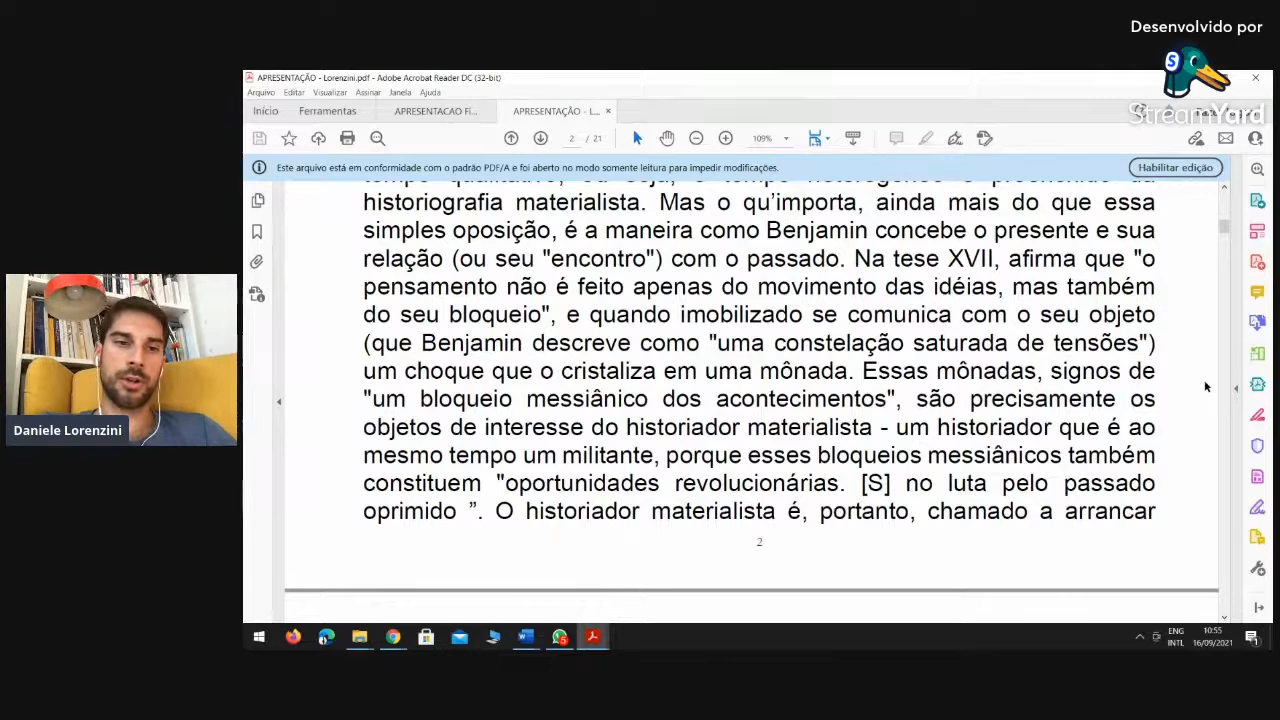 Desenvolvido por
StreamYard
APRESENTAÇÃO - Lorenzini.pdf - Adobe Acrobat Reader DC (32-bit)
Arquivo Editar Visualizar Assinar Janela Ajuda
Início Ferramentas APRESENTACAO Fi... APRESENTAÇÃO - L... ×
2 / 21 109%
Este arquivo está em conformidade com o padrão PDF/A e foi aberto no modo somente leitura para impedir modificações. Habilitar edição
historiografia materialista. Mas o qu'importa, ainda mais do que essa
simples oposição, é a maneira como Benjamin concebe o presente e sua
relação (ou seu "encontro") com o passado. Na tese XVII, afirma que "o
pensamento não é feito apenas do movimento das idéias, mas também
do seu bloqueio", e quando imobilizado se comunica com o seu objeto
(que Benjamin descreve como "uma constelação saturada de tensões")
um choque que o cristaliza em uma mônada. Essas mônadas, signos de
"um bloqueio messiânico dos acontecimentos", são precisamente os
objetos de interesse do historiador materialista - um historiador que é ao
mesmo tempo um militante, porque esses bloqueios messiânicos também
constituem "oportunidades revolucionárias. [S] no luta pelo passado
oprimido ”. O historiador materialista é, portanto, chamado a arrancar
2
Daniele Lorenzini
ENG 10:55
INTL 16/09/2021